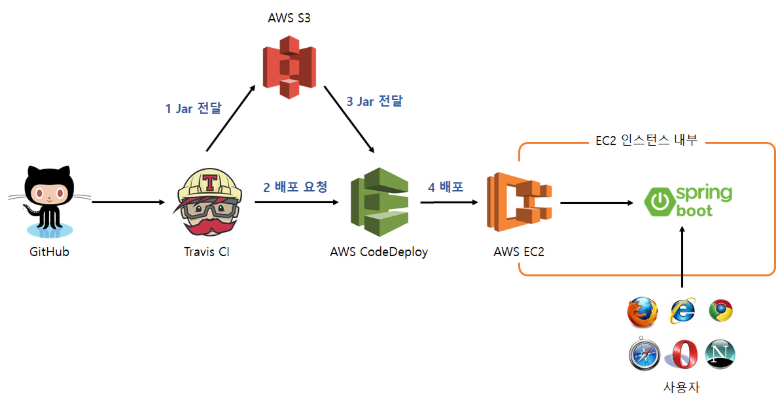 AWS S3
1 Jar 전달
3 Jar 전달
EC2 인스턴스 내부
T
2 배포 요청
4 배포
spring
boot
GitHub
Travis CI
AWS CodeDeploy
AWS EC2
N
사용자